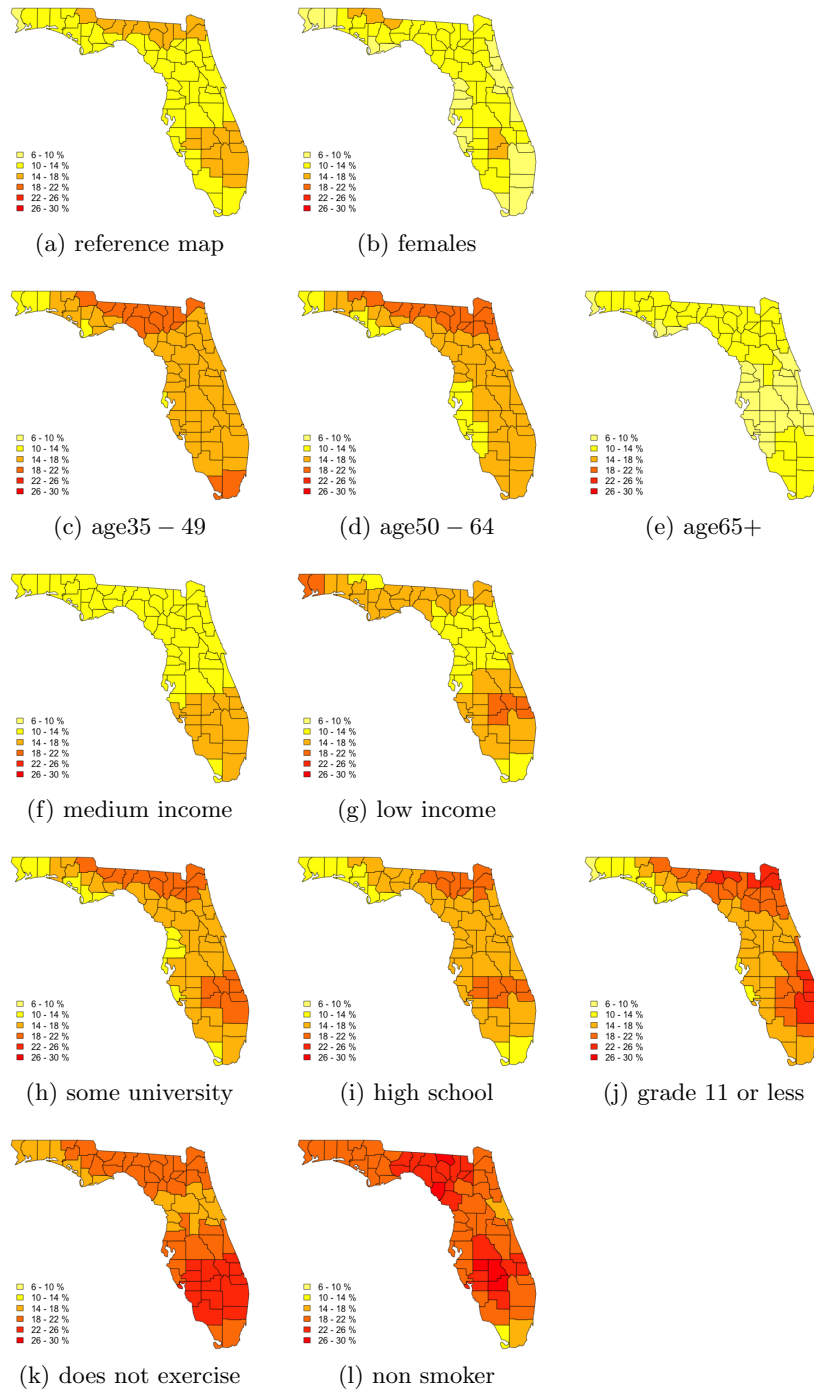 6 - 10 %
10 - 14 %
14 - 18 %
18 - 22 %
22 - 26 %
26 - 30 %
(a) reference map
6 - 10 %
10 - 14 %
14 - 18 %
18 - 22 %
22 - 26 %
26 - 30 %
(b) females
6 - 10 %
10 - 14 %
14 - 18 %
18 - 22 %
22 - 26 %
26 - 30 %
(c) age35 – 49
6 - 10 %
10 - 14 %
14 - 18 %
18 - 22 %
22 - 26 %
26 - 30 %
(d) age50 – 64
6 - 10 %
10 - 14 %
14 - 18 %
18 - 22 %
22 - 26 %
26 - 30 %
(e) age65+
6 - 10 %
10 - 14 %
14 - 18 %
18 - 22 %
22 - 26 %
26 - 30 %
(f) medium income
6 - 10 %
10 - 14 %
14 - 18 %
18 - 22 %
22 - 26 %
26 - 30 %
(g) low income
6 - 10 %
10 - 14 %
14 - 18 %
18 - 22 %
22 - 26 %
26 - 30 %
(h) some university
6 - 10 %
10 - 14 %
14 - 18 %
18 - 22 %
22 - 26 %
26 - 30 %
(i) high school
6 - 10 %
10 - 14 %
14 - 18 %
18 - 22 %
22 - 26 %
26 - 30 %
(j) grade 11 or less
6 - 10 %
10 - 14 %
14 - 18 %
18 - 22 %
22 - 26 %
26 - 30 %
(k) does not exercise
6 - 10 %
10 - 14 %
14 - 18 %
18 - 22 %
22 - 26 %
26 - 30 %
(l) non smoker